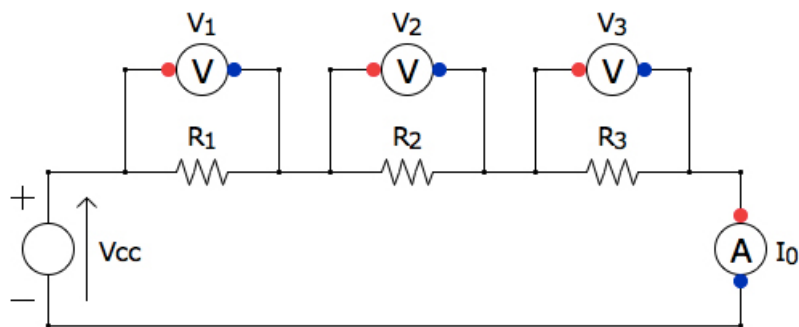 V1 V2 V3
V V V
R1 R2 R3
+
Vcc
A I0
−